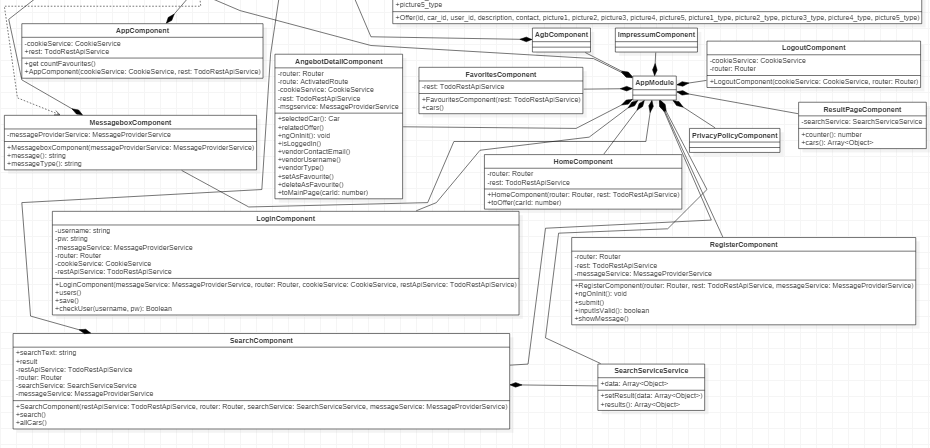 +picture5_type
+Offer(id, car_id, user_id, description, contact, picture1, picture2, picture3, picture4, picture5, picture1_type, picture2_type, picture3_type, picture4_type, picture5_type)
AppComponent
-cookieService: CookieService
+rest: TodoRestApiService
+get countFavourites()
+AppComponent(cookieService: CookieService, rest: TodoRestApiService)
AgbComponent
ImpressumComponent
LogoutComponent
-cookieService: CookieService
-router: Router
+LogoutComponent(cookieService: CookieService, router: Router)
AngebotDetailComponent
-router: Router
-route: ActivatedRoute
-cookieService: CookieService
-rest: TodoRestApiService
-msgservice: MessageProviderService
+selectedCar(): Car
+relatedOffer()
+ngOnInit(): void
+isLoggedIn()
+vendorContactEmail()
+vendorUsername()
+vendorType()
+setAsFavourite()
+deleteAsFavourite()
+toMainPage(carId: number)
FavoritesComponent
-rest: TodoRestApiService
+FavouritesComponent(rest: TodoRestApiService)
+cars()
AppModule
ResultPageComponent
-searchService: SearchServiceService
+counter(): number
+cars(): Array<Object>
MessageboxComponent
-messageProviderService: MessageProviderService
+MessageboxComponent(messageProviderService: MessageProviderService)
+message(): string
+messageType(): string
PrivacyPolicyComponent
HomeComponent
-router: Router
-rest: TodoRestApiService
+HomeComponent(router: Router, rest: TodoRestApiService)
+toOffer(carId: number)
LoginComponent
-username: string
-pw: string
-messageService: MessageProviderService
-router: Router
-cookieService: CookieService
-restApiService: TodoRestApiService
+LoginComponent(messageService: MessageProviderService, router: Router, cookieService: CookieService, restApiService: TodoRestApiService)
+users()
+save()
+checkUser(username, pw): Boolean
RegisterComponent
-router: Router
-rest: TodoRestApiService
-messageService: MessageProviderService
+RegisterComponent(router: Router, rest: TodoRestApiService, messageService: MessageProviderService)
+ngOnInit(): void
+submit()
+inputIsValid(): boolean
+showMessage()
SearchComponent
+searchText: string
+result
-restApiService: TodoRestApiService
-router: Router
-searchService: SearchServiceService
-messageService: MessageProviderService
+SearchComponent(restApiService: TodoRestApiService, router: Router, searchService: SearchServiceService, messageService: MessageProviderService)
+search()
+allCars()
SearchServiceService
+data: Array<Object>
+setResult(data: Array<Object>)
+results(): Array<Object>